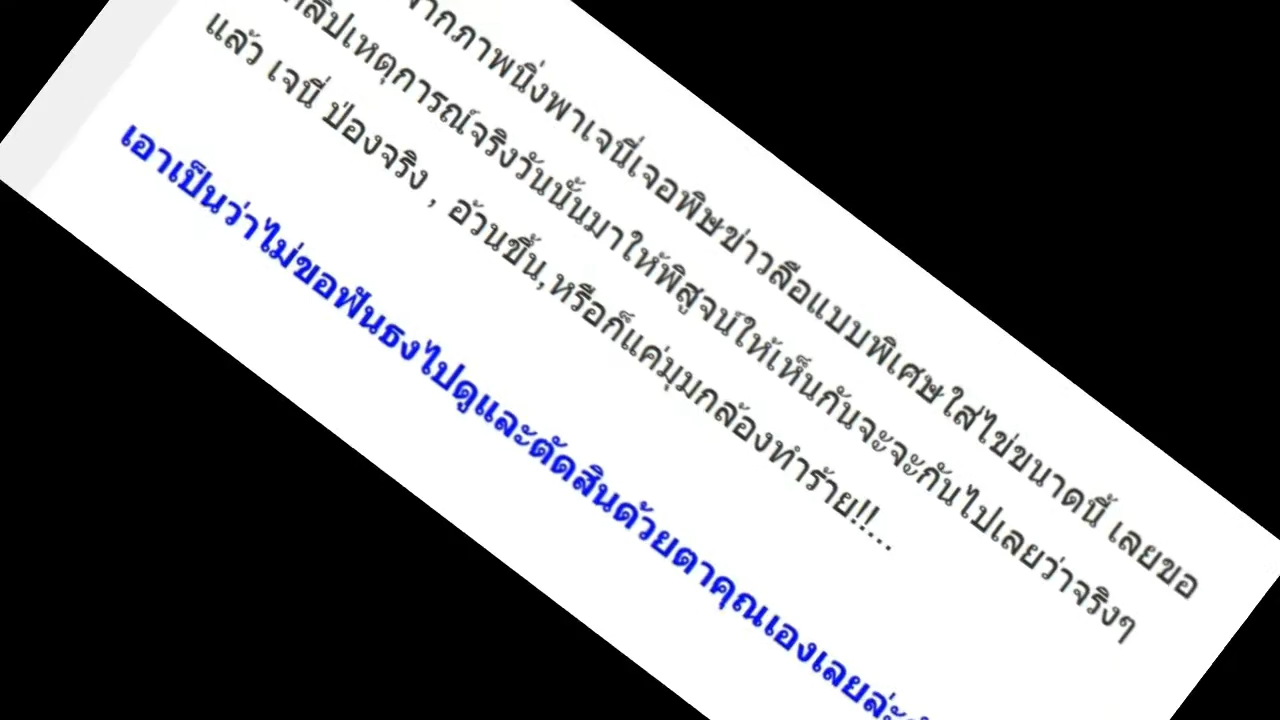 จากภาพนิ่งพาเจนี่เจอพิษข่าวลือแบบพิเศษใส่ไข่ขนาดนี้ เลยขอ
คลิปเหตุการณ์จริงวันนั้นมาให้พิสูจน์ให้เห็นกันจะจะกันไปเลยว่าจริงๆ
แล้ว เจนี่ ป่องจริง , อ้วนขึ้น,หรือก็แค่มุมกล้องทำร้าย!!...
เอาเป็นว่าไม่ขอฟันธงไปดูและตัดสินด้วยตาคุณเองเลยล่ะ